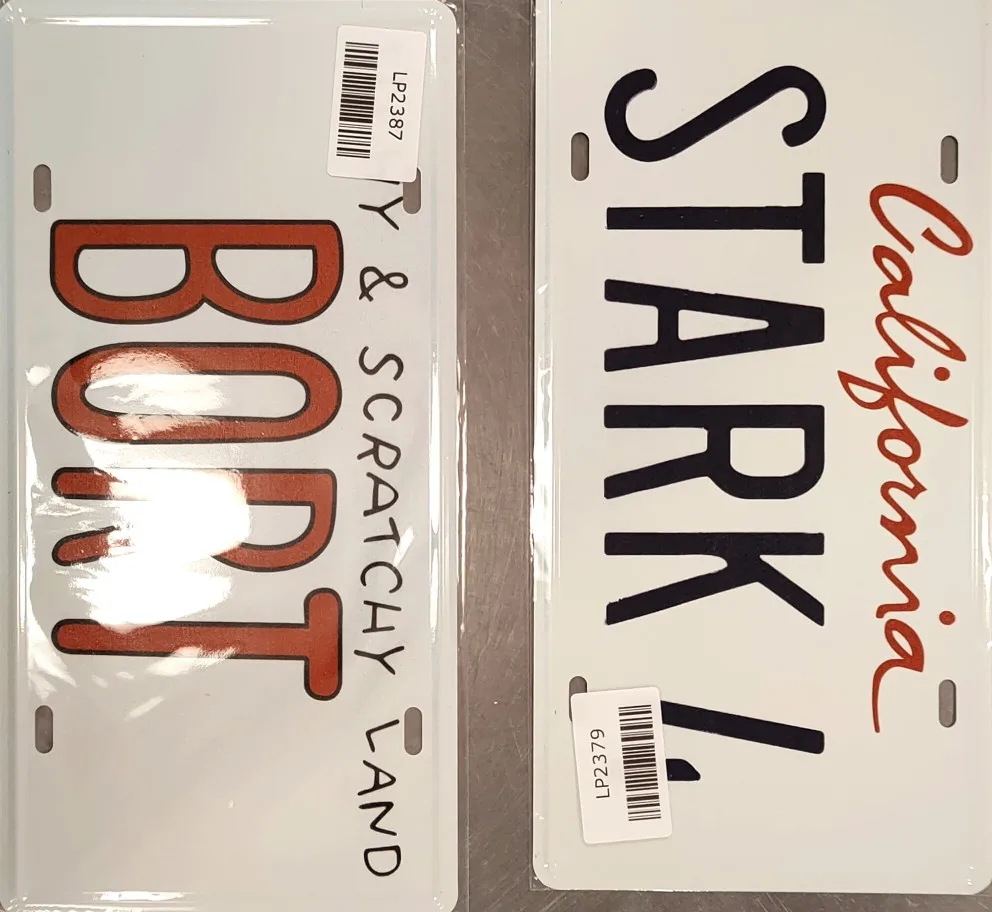 LP2387
Y & SCRATCHY LAND
BORT
California
STARK 4
LP2379